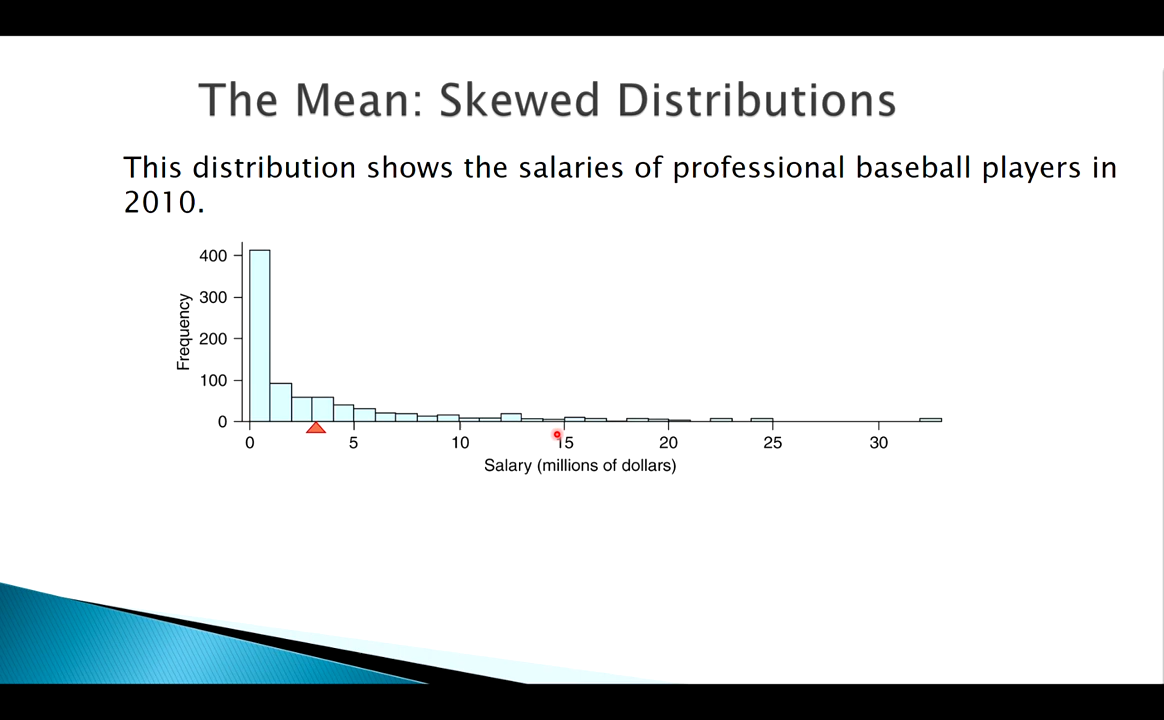 The Mean: Skewed Distributions
This distribution shows the salaries of professional baseball players in
2010.
400
300
200
100
0
Frequency
0 5 10 15 20 25 30
Salary (millions of dollars)